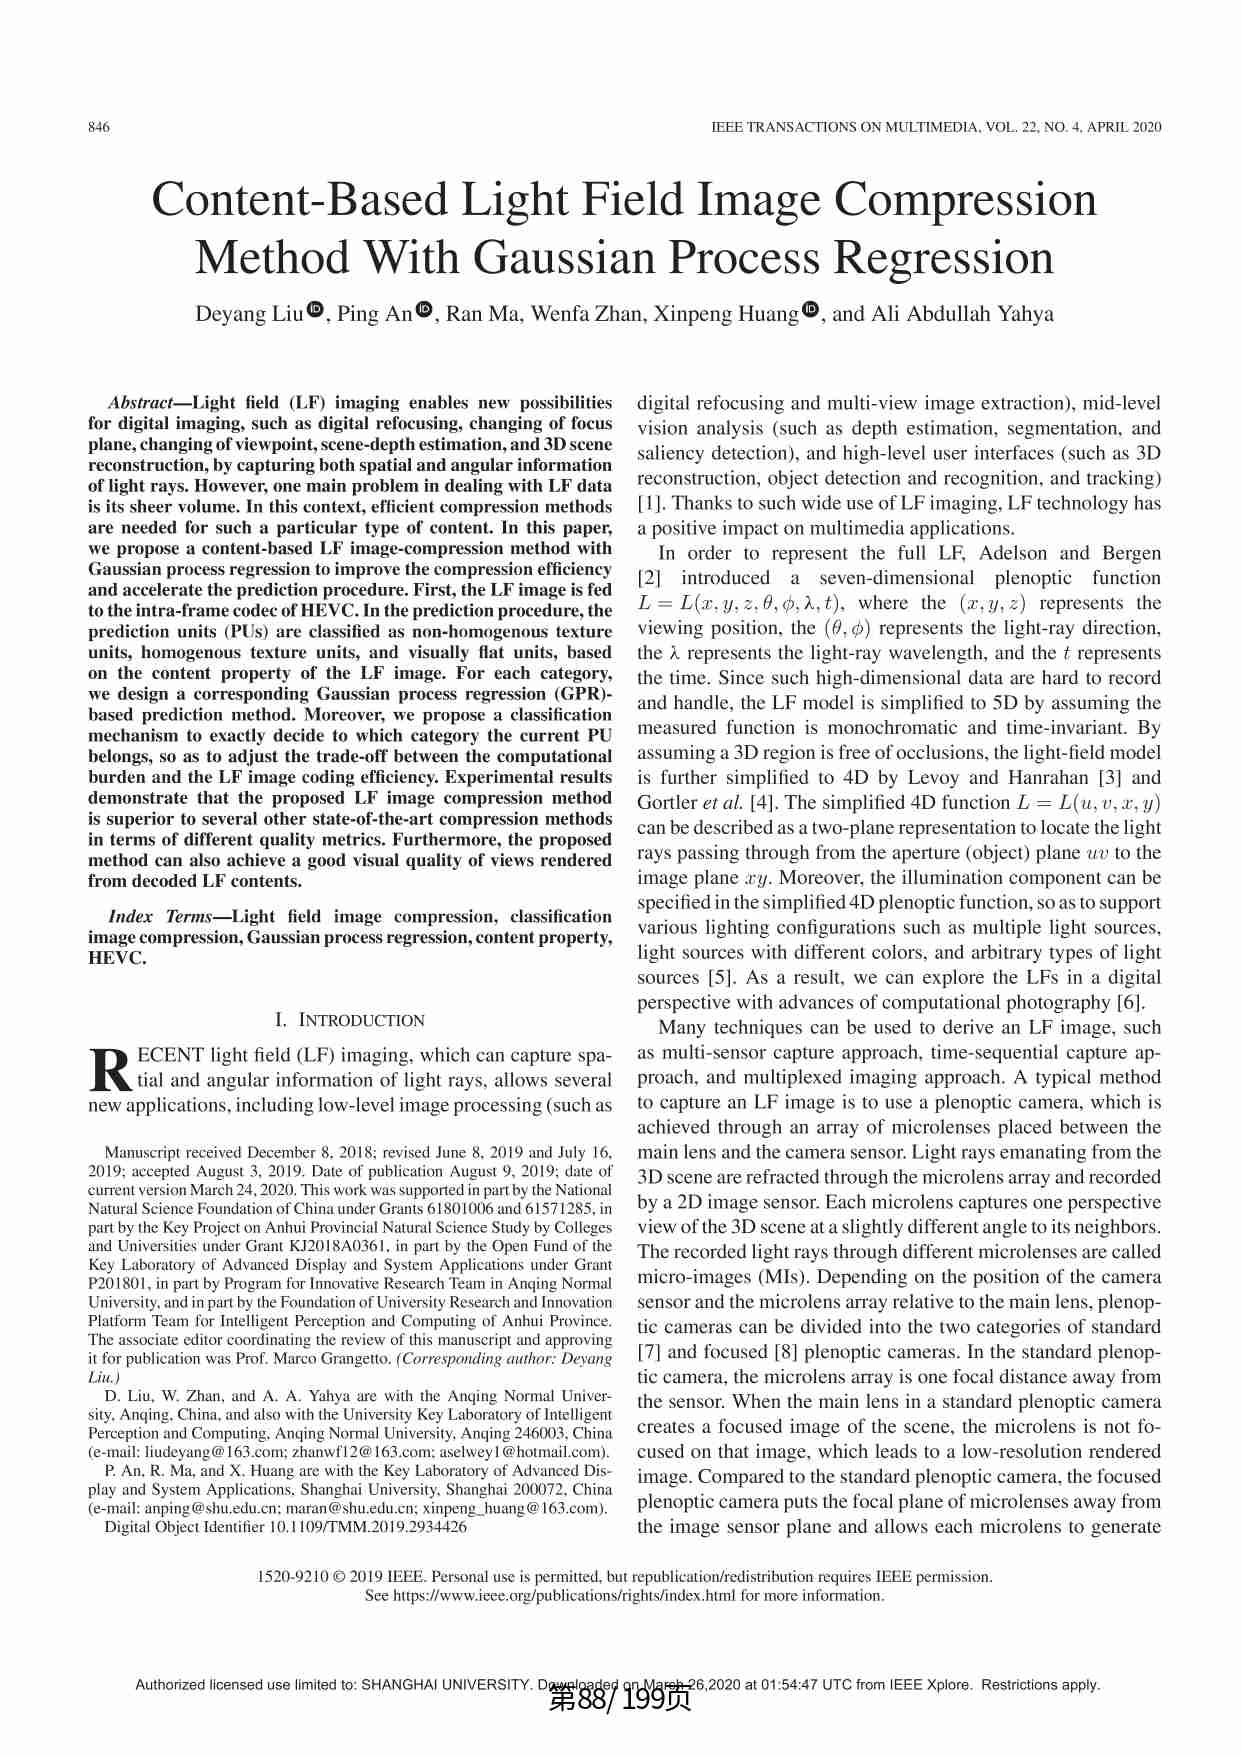 846
IEEE TRANSACTIONS ON MULTIMEDIA, VOL. 22, NO. 4, APRIL 2020
Content-Based Light Field Image Compression
Method With Gaussian Process Regression
Deyang Liu, Ping An, Ran Ma, Wenfa Zhan, Xinpeng Huang, and Ali Abdullah Yahya
Abstract—Light field (LF) imaging enables new possibilities
for digital imaging, such as digital refocusing, changing of focus
plane, changing of viewpoint, scene-depth estimation, and 3D scene
reconstruction, by capturing both spatial and angular information
of light rays. However, one main problem in dealing with LF data
is its sheer volume. In this context, efficient compression methods
are needed for such a particular type of content. In this paper,
we propose a content-based LF image-compression method with
Gaussian process regression to improve the compression efficiency
and accelerate the prediction procedure. First, the LF image is fed
to the intra-frame codec of HEVC. In the prediction procedure, the
prediction units (PUs) are classified as non-homogenous texture
units, homogenous texture units, and visually flat units, based
on the content property of the LF image. For each category,
we design a corresponding Gaussian process regression (GPR)-
based prediction method. Moreover, we propose a classification
mechanism to exactly decide to which category the current PU
belongs, so as to adjust the trade-off between the computational
burden and the LF image coding efficiency. Experimental results
demonstrate that the proposed LF image compression method
is superior to several other state-of-the-art compression methods
in terms of different quality metrics. Furthermore, the proposed
method can also achieve a good visual quality of views rendered
from decoded LF contents.
Index Terms—Light field image compression, classification
image compression, Gaussian process regression, content property,
HEVC.
I. INTRODUCTION
RECENT light field (LF) imaging, which can capture spa-
tial and angular information of light rays, allows several
new applications, including low-level image processing (such as
Manuscript received December 8, 2018; revised June 8, 2019 and July 16,
2019; accepted August 3, 2019. Date of publication August 9, 2019; date of
current version March 24, 2020. This work was supported in part by the National
Natural Science Foundation of China under Grants 61801006 and 61571285, in
part by the Key Project on Anhui Provincial Natural Science Study by Colleges
and Universities under Grant KJ2018A0361, in part by the Open Fund of the
Key Laboratory of Advanced Display and System Applications under Grant
P201801, in part by Program for Innovative Research Team in Anqing Normal
University, and in part by the Foundation of University Research and Innovation
Platform Team for Intelligent Perception and Computing of Anhui Province.
The associate editor coordinating the review of this manuscript and approving
it for publication was Prof. Marco Grangetto. (Corresponding author: Deyang
Liu.)
D. Liu, W. Zhan, and A. A. Yahya are with the Anqing Normal Univer-
sity, Anqing, China, and also with the University Key Laboratory of Intelligent
Perception and Computing, Anqing Normal University, Anqing 246003, China
(e-mail: liudeyang@163.com; zhanwf12@163.com; aselwey1@hotmail.com).
P. An, R. Ma, and X. Huang are with the Key Laboratory of Advanced Dis-
play and System Applications, Shanghai University, Shanghai 200072, China
(e-mail: anping@shu.edu.cn; maran@shu.edu.cn; xinpeng_huang@163.com).
Digital Object Identifier 10.1109/TMM.2019.2934426
digital refocusing and multi-view image extraction), mid-level
vision analysis (such as depth estimation, segmentation, and
saliency detection), and high-level user interfaces (such as 3D
reconstruction, object detection and recognition, and tracking)
[1]. Thanks to such wide use of LF imaging, LF technology has
a positive impact on multimedia applications.
In order to represent the full LF, Adelson and Bergen
[2] introduced a seven-dimensional plenoptic function
L = L(x, y, z, θ, ϕ, λ, t), where the (x, y, z) represents the
viewing position, the (θ, ϕ) represents the light-ray direction,
the λ represents the light-ray wavelength, and the t represents
the time. Since such high-dimensional data are hard to record
and handle, the LF model is simplified to 5D by assuming the
measured function is monochromatic and time-invariant. By
assuming a 3D region is free of occlusions, the light-field model
is further simplified to 4D by Levoy and Hanrahan [3] and
Gortler et al. [4]. The simplified 4D function L = L(u, v, x, y)
can be described as a two-plane representation to locate the light
rays passing through from the aperture (object) plane uv to the
image plane xy. Moreover, the illumination component can be
specified in the simplified 4D plenoptic function, so as to support
various lighting configurations such as multiple light sources,
light sources with different colors, and arbitrary types of light
sources [5]. As a result, we can explore the LFs in a digital
perspective with advances of computational photography [6].
Many techniques can be used to derive an LF image, such
as multi-sensor capture approach, time-sequential capture ap-
proach, and multiplexed imaging approach. A typical method
to capture an LF image is to use a plenoptic camera, which is
achieved through an array of microlenses placed between the
main lens and the camera sensor. Light rays emanating from the
3D scene are refracted through the microlens array and recorded
by a 2D image sensor. Each microlens captures one perspective
view of the 3D scene at a slightly different angle to its neighbors.
The recorded light rays through different microlenses are called
micro-images (MIs). Depending on the position of the camera
sensor and the microlens array relative to the main lens, plenop-
tic cameras can be divided into the two categories of standard
[7] and focused [8] plenoptic cameras. In the standard plenop-
tic camera, the microlens array is one focal distance away from
the sensor. When the main lens in a standard plenoptic camera
creates a focused image of the scene, the microlens is not fo-
cused on that image, which leads to a low-resolution rendered
image. Compared to the standard plenoptic camera, the focused
plenoptic camera puts the focal plane of microlenses away from
the image sensor plane and allows each microlens to generate
1520-9210 © 2019 IEEE. Personal use is permitted, but republication/redistribution requires IEEE permission.
See https://www.ieee.org/publications/rights/index.html for more information.
Authorized licensed use limited to: SHANGHAI UNIVERSITY. Downloaded on March 26,2020 at 01:54:47 UTC from IEEE Xplore. Restrictions apply.
第88/199页